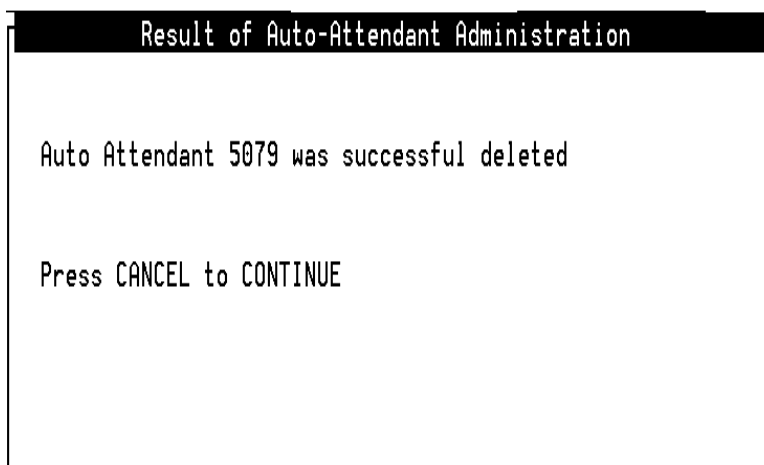 Result of Auto-Attendant Administration
Auto Attendant 5079 was successful deleted
Press CANCEL to CONTINUE